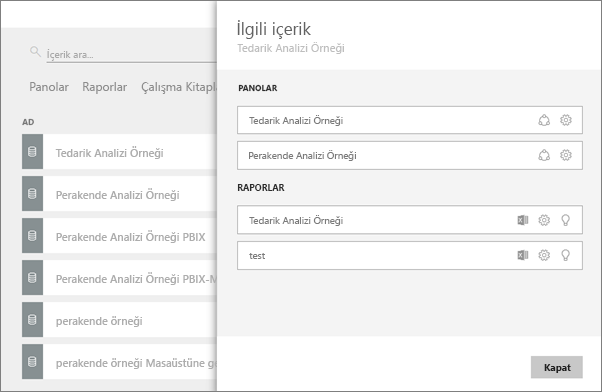 İçerik ara...
Panolar Raporlar Çalışma Kitapla
AD
Tedarik Analizi Örneği
Perakende Analizi Örneği
Perakende Analizi Örneği PBIX
Perakende Analizi Örneği PBIX-M
perakende örneği
perakende örneği Masaüstüne g
İlgili içerik
Tedarik Analizi Örneği
PANOLAR
Tedarik Analizi Örneği
Perakende Analizi Örneği
RAPORLAR
Tedarik Analizi Örneği
test
Kapat